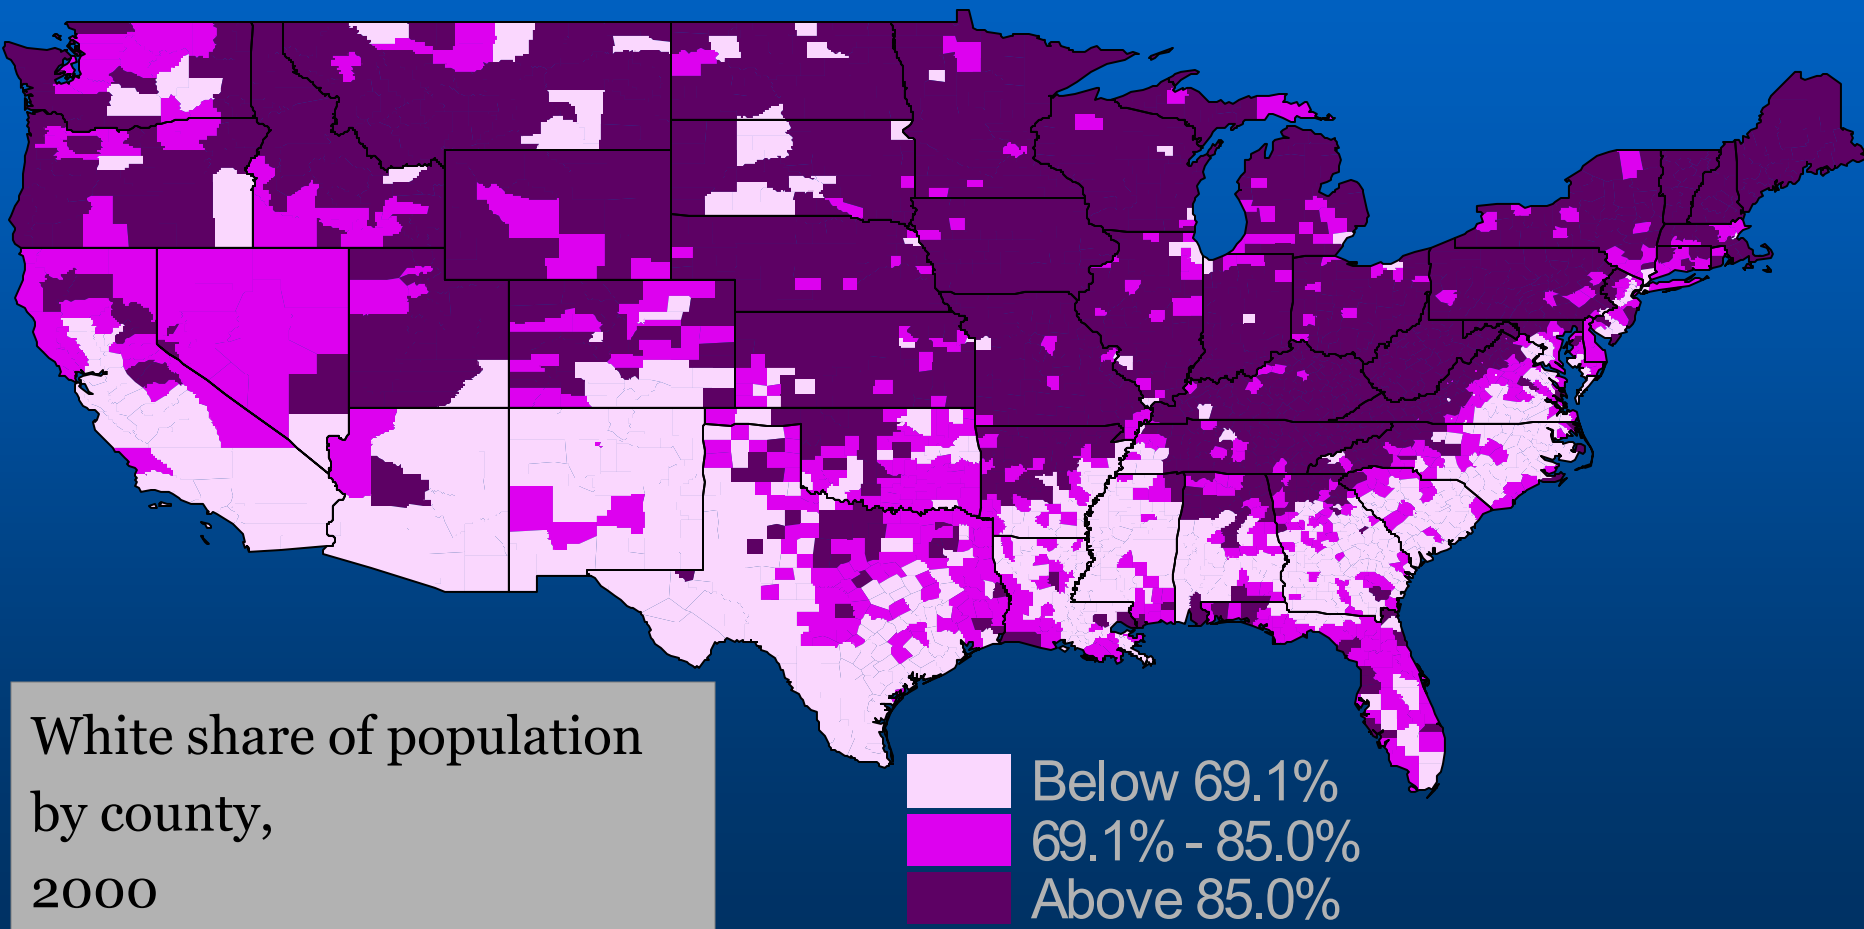 White share of population
by county,
2000
Below 69.1%
69.1% - 85.0%
Above 85.0%